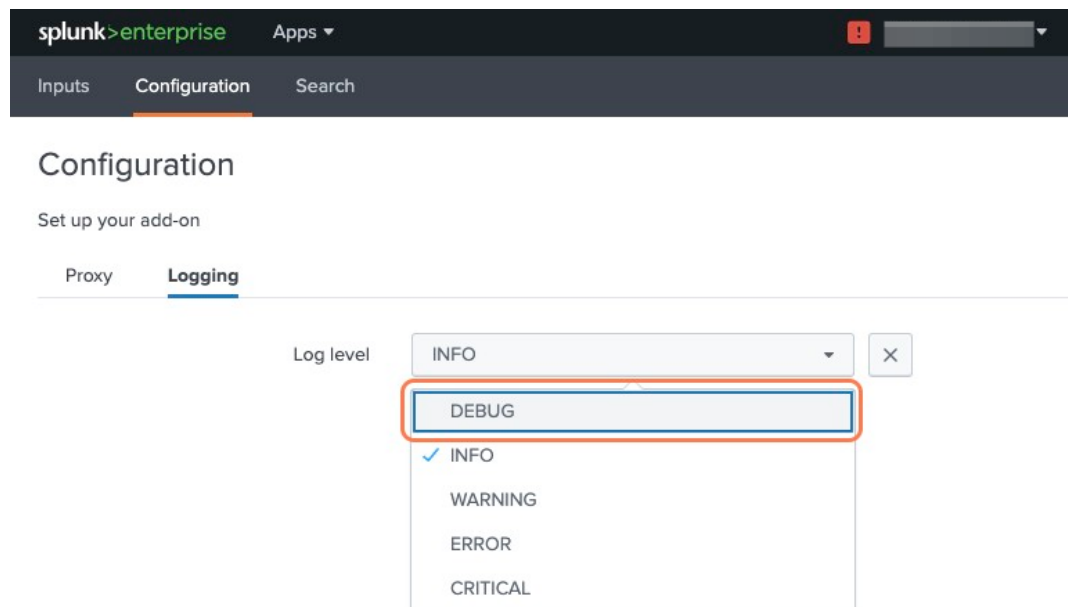 splunk>enterprise Apps
!
Inputs Configuration Search
Configuration
Set up your add-on
Proxy Logging
Log level INFO
DEBUG
INFO
WARNING
ERROR
CRITICAL